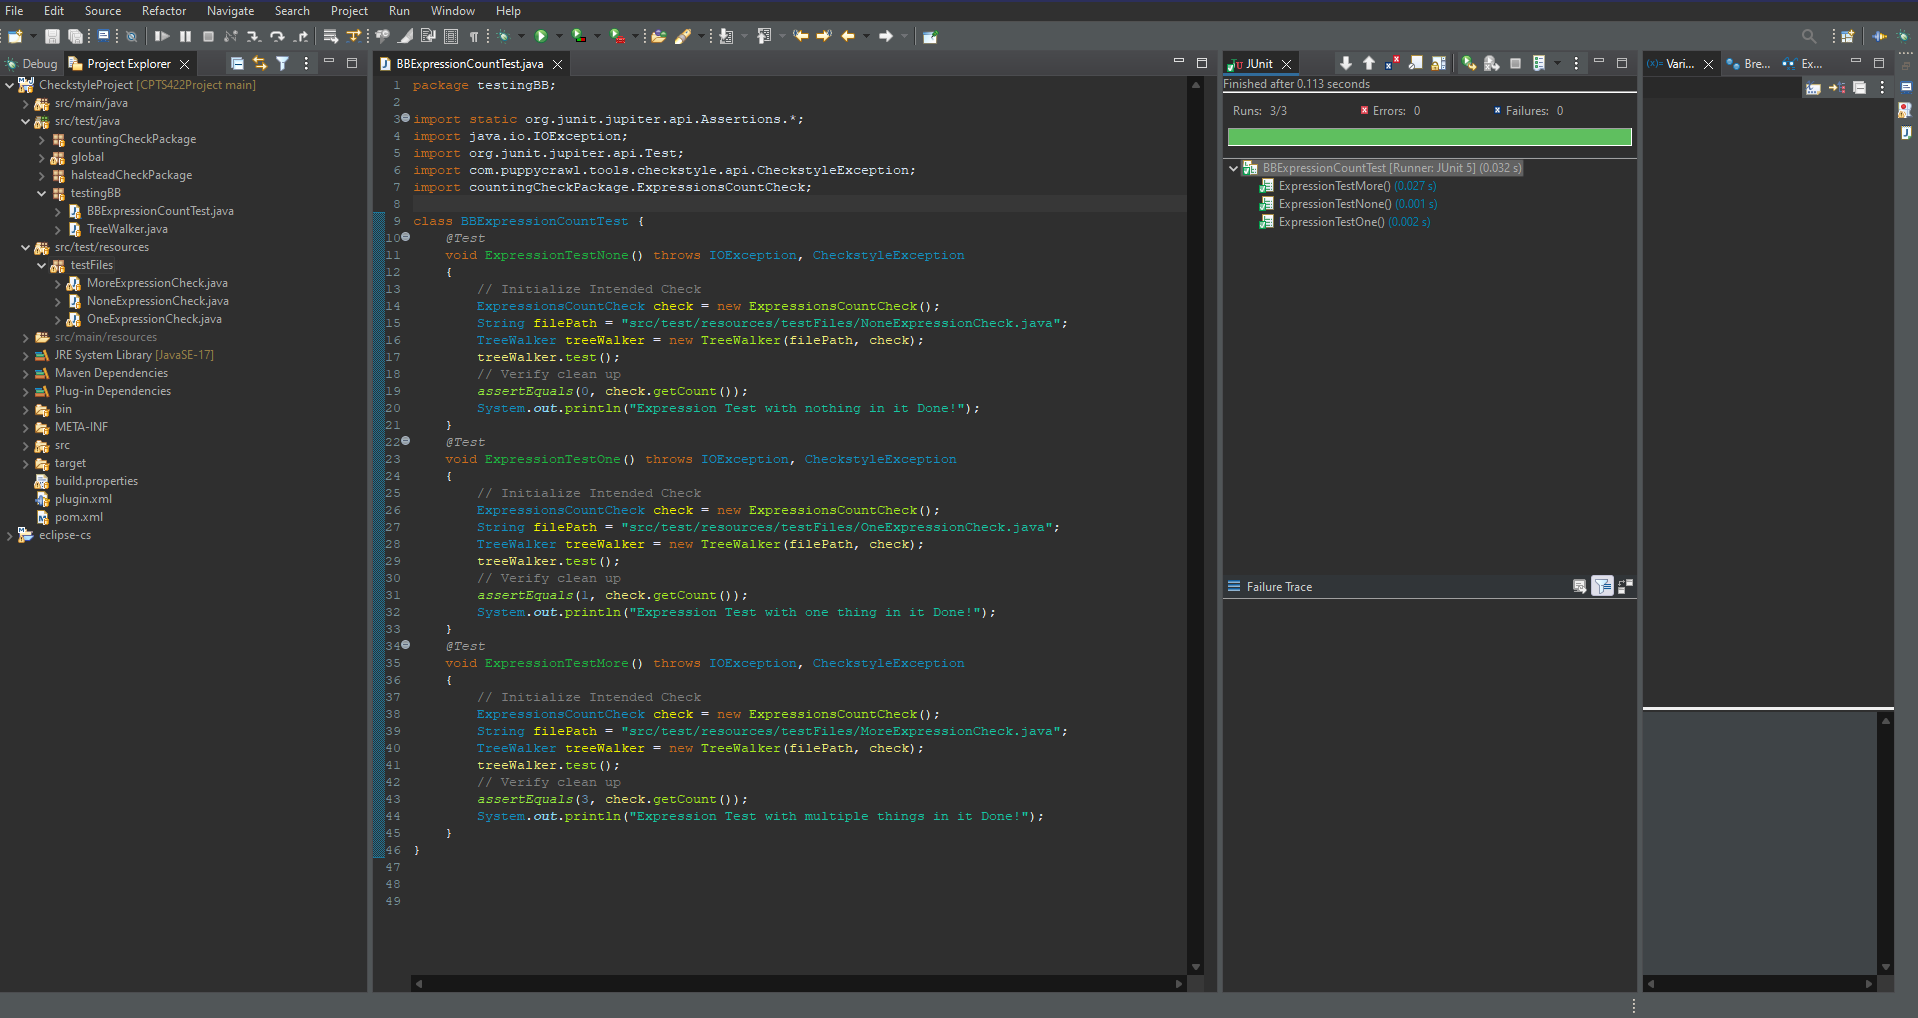 File Edit Source Refactor Navigate Search Project Run Window Help
Debug Project Explorer
CheckstyleProject [CPTS422Project main]
src/main/java
src/test/java
countingCheckPackage
global
halsteadCheckPackage
testingBB
BBExpressionCountTest.java
TreeWalker.java
src/test/resources
testFiles
MoreExpressionCheck.java
NoneExpressionCheck.java
OneExpressionCheck.java
src/main/resources
JRE System Library [JavaSE-17]
Maven Dependencies
Plug-in Dependencies
bin
META-INF
src
target
build.properties
plugin.xml
pom.xml
eclipse-cs
BBExpressionCountTest.java
1 package testingBB;
2
3 import static org.junit.jupiter.api.Assertions.*;
4 import java.io.IOException;
5 import org.junit.jupiter.api.Test;
6 import com.puppycrawl.tools.checkstyle.api.CheckstyleException;
7 import countingCheckPackage.ExpressionsCountCheck;
8
9 class BBExpressionCountTest {
10 @Test
11 void ExpressionTestNone() throws IOException, CheckstyleException
12 {
13 // Initialize Intended Check
14 ExpressionsCountCheck check = new ExpressionsCountCheck();
15 String filePath = "src/test/resources/testFiles/NoneExpressionCheck.java";
16 TreeWalker treeWalker = new TreeWalker(filePath, check);
17 treeWalker.test();
18 // Verify clean up
19 assertEquals(0, check.getCount());
20 System.out.println("Expression Test with nothing in it Done!");
21 }
22 @Test
23 void ExpressionTestOne() throws IOException, CheckstyleException
24 {
25 // Initialize Intended Check
26 ExpressionsCountCheck check = new ExpressionsCountCheck();
27 String filePath = "src/test/resources/testFiles/OneExpressionCheck.java";
28 TreeWalker treeWalker = new TreeWalker(filePath, check);
29 treeWalker.test();
30 // Verify clean up
31 assertEquals(1, check.getCount());
32 System.out.println("Expression Test with one thing in it Done!");
33 }
34 @Test
35 void ExpressionTestMore() throws IOException, CheckstyleException
36 {
37 // Initialize Intended Check
38 ExpressionsCountCheck check = new ExpressionsCountCheck();
39 String filePath = "src/test/resources/testFiles/MoreExpressionCheck.java";
40 TreeWalker treeWalker = new TreeWalker(filePath, check);
41 treeWalker.test();
42 // Verify clean up
43 assertEquals(3, check.getCount());
44 System.out.println("Expression Test with multiple things in it Done!");
45 }
46 }
47
48
49
JUnit
Finished after 0.113 seconds
Runs: 3/3 Errors: 0 Failures: 0
BBExpressionCountTest [Runner: JUnit 5] (0.032 s)
ExpressionTestMore() (0.027 s)
ExpressionTestNone() (0.001 s)
ExpressionTestOne() (0.002 s)
Failure Trace
(x)= Vari... Bre... Ex...